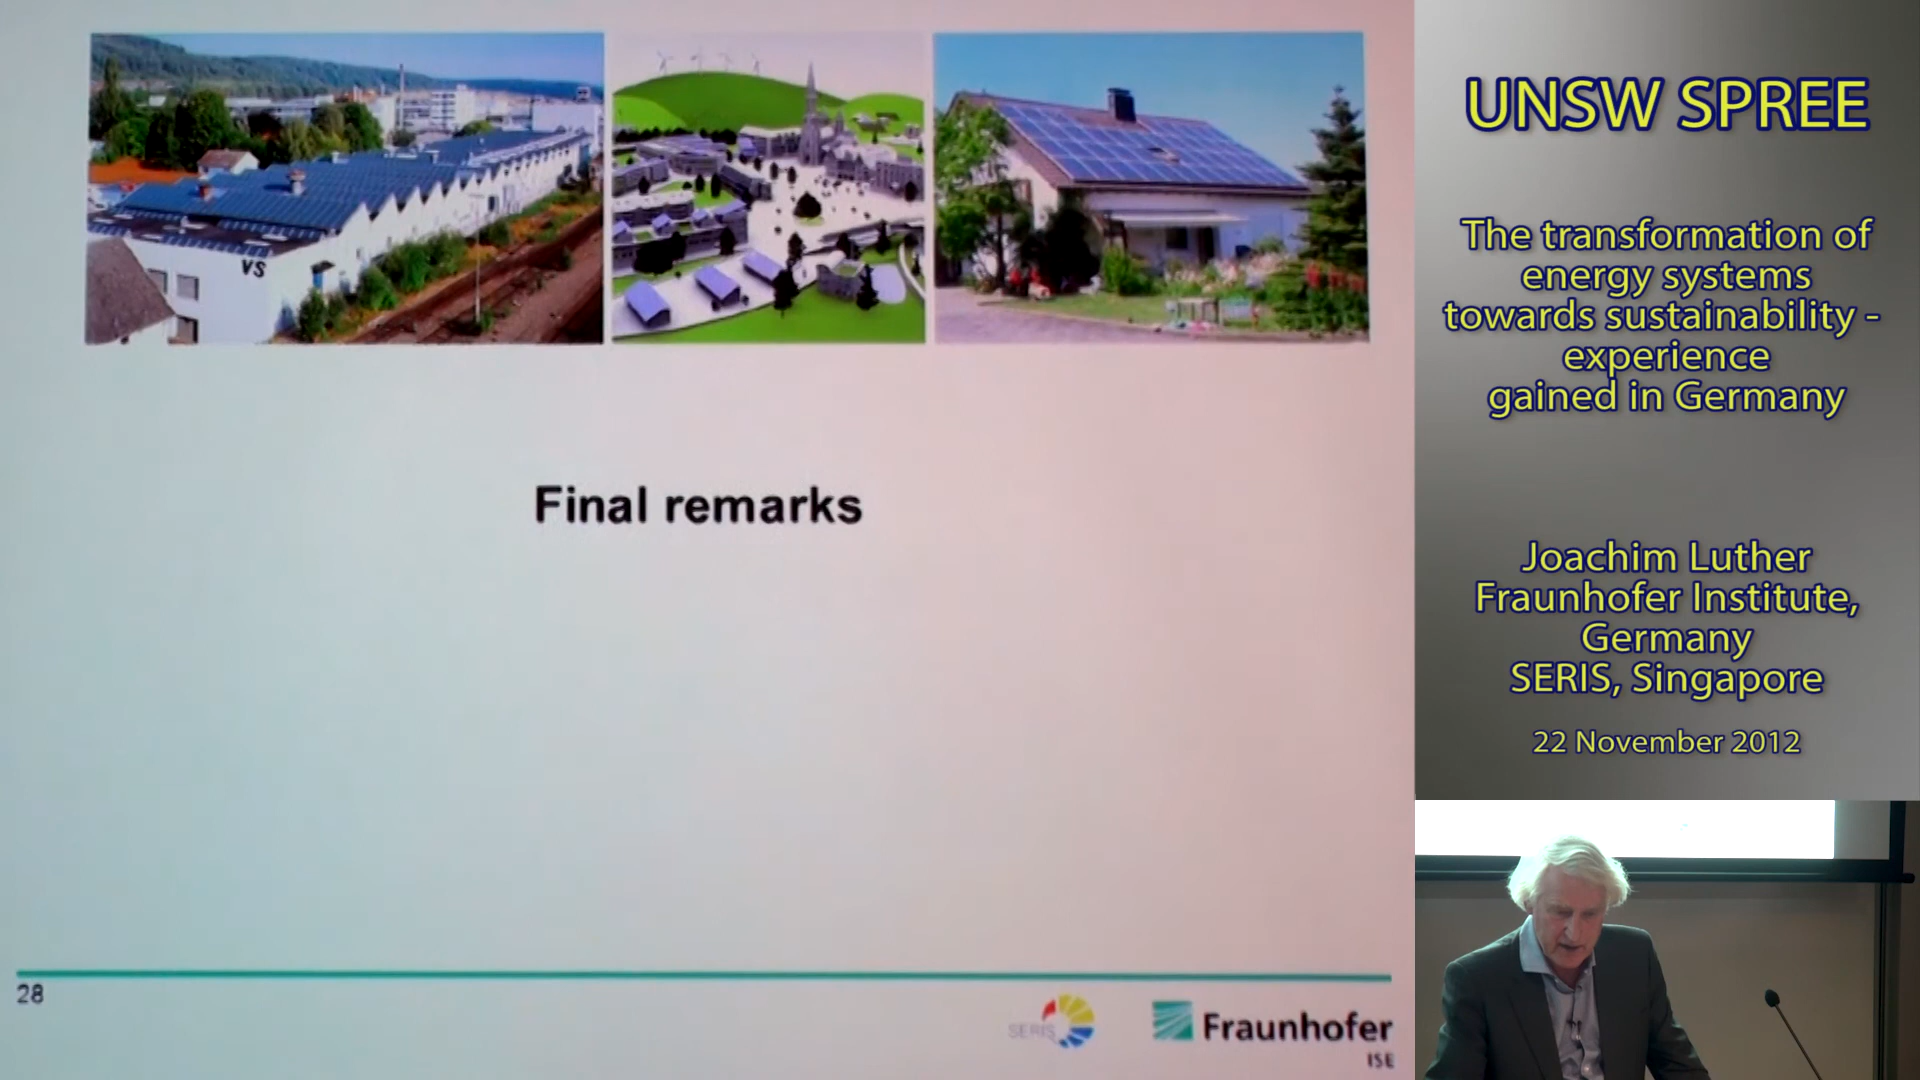 VS
Final remarks
28
SERIS
Fraunhofer
ISE
UNSW SPREE
The transformation of
energy systems
towards sustainability -
experience
gained in Germany
Joachim Luther
Fraunhofer Institute,
Germany
SERIS, Singapore
22 November 2012